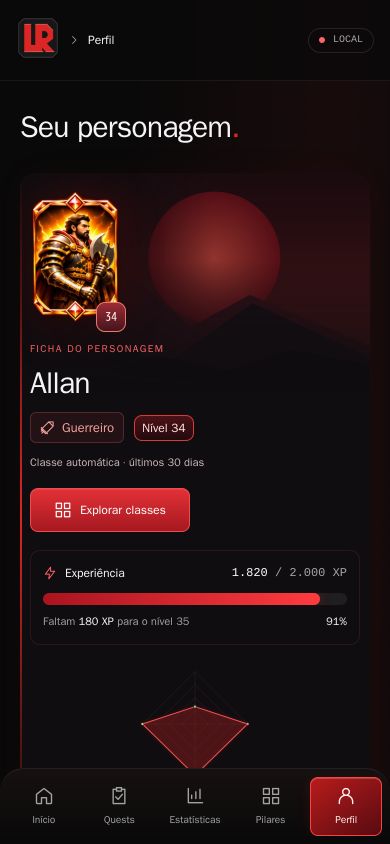 LR
Perfil
LOCAL
Seu personagem.
34
FICHA DO PERSONAGEM
Allan
Guerreiro
Nível 34
Classe automática · últimos 30 dias
Explorar classes
Experiência
1.820 / 2.000 XP
Faltam 180 XP para o nível 35
91%
Início
Quests
Estatísticas
Pilares
Perfil